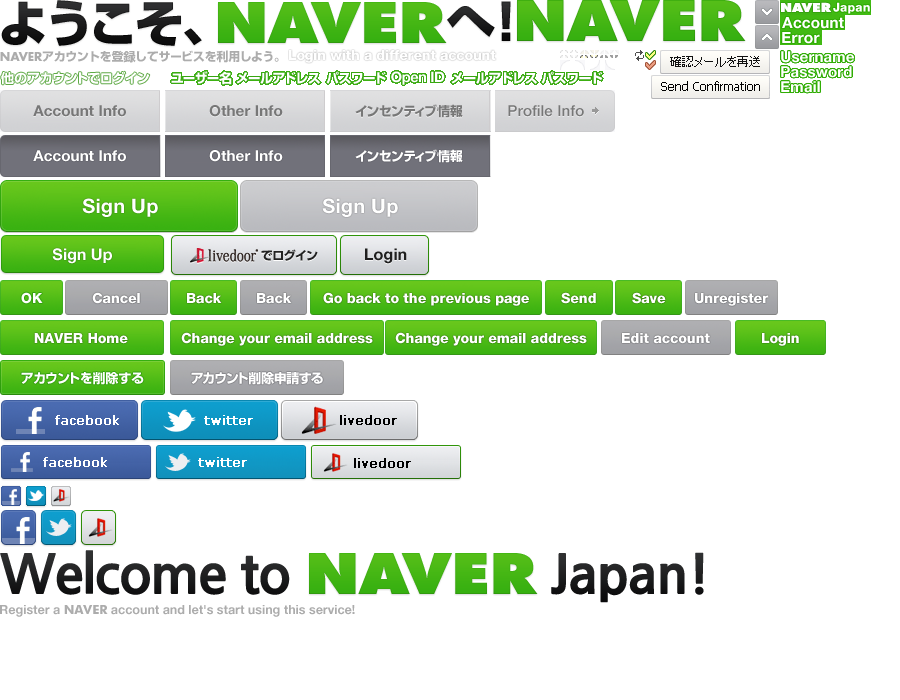 ようこそ、NAVERへ!NAVER
NAVER Japan
Account
Error
NAVERアカウントを登録してサービスを利用しよう。 Login with a different account
確認メールを再送
Username
他のアカウントでログイン ユーザー名 メールアドレス パスワード Open ID メールアドレス パスワード
Password
Send Confirmation
Email
Account Info Other Info インセンティブ情報 Profile Info
Account Info Other Info インセンティブ情報
Sign Up Sign Up
Sign Up livedoor でログイン Login
OK Cancel Back Back Go back to the previous page Send Save Unregister
NAVER Home Change your email address Change your email address Edit account Login
アカウントを削除する アカウント削除申請する
facebook twitter livedoor
facebook twitter livedoor
Welcome to NAVER Japan!
Register a NAVER account and let's start using this service!